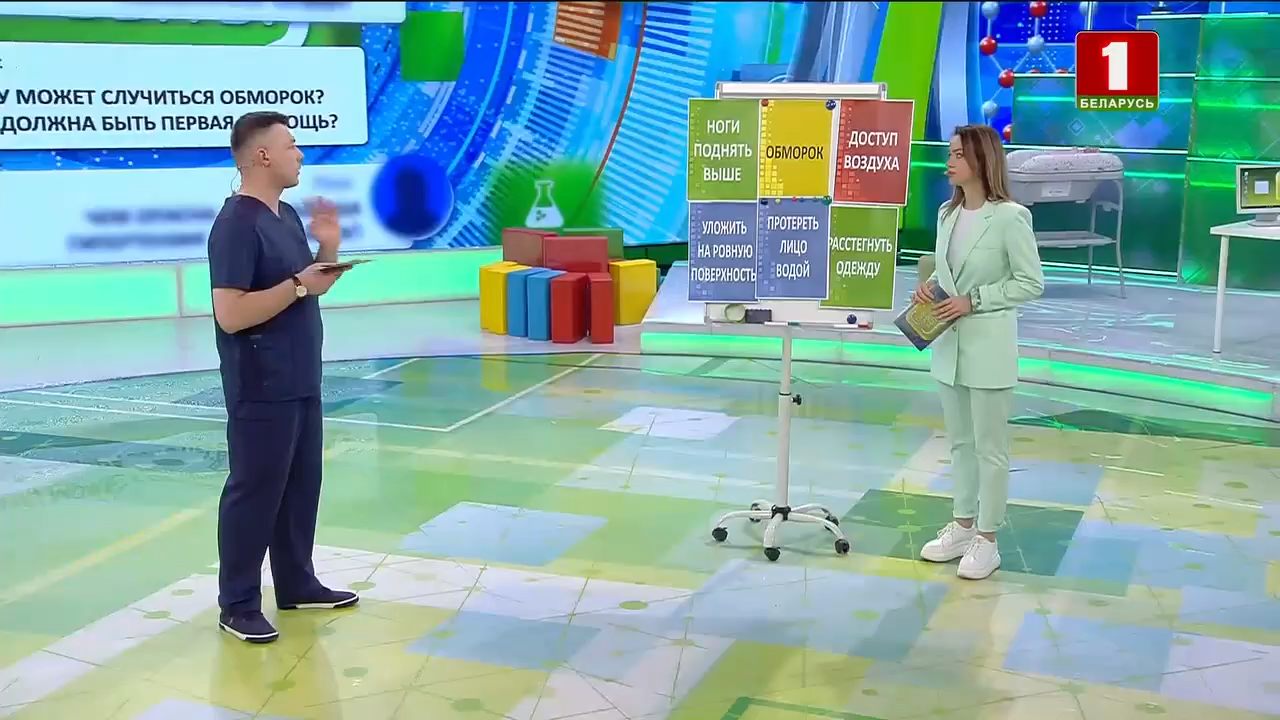 У МОЖЕТ СЛУЧИТЬСЯ ОБМОРОК?
ДОЛЖНА БЫТЬ ПЕРВАЯ
ОЩЬ?
НОГИ
ПОДНЯТЬ
ВЫШЕ
ОБМОРОК
ДОСТУП
ВОЗДУХА
УЛОЖИТЬ
НА РОВНУЮ
ПОВЕРХНОСТЬ
ПРОТЕРЕТЬ
ЛИЦО
ВОДОЙ
РАССТЕГНУТЬ
ОДЕЖДУ
1
БЕЛАРУСЬ